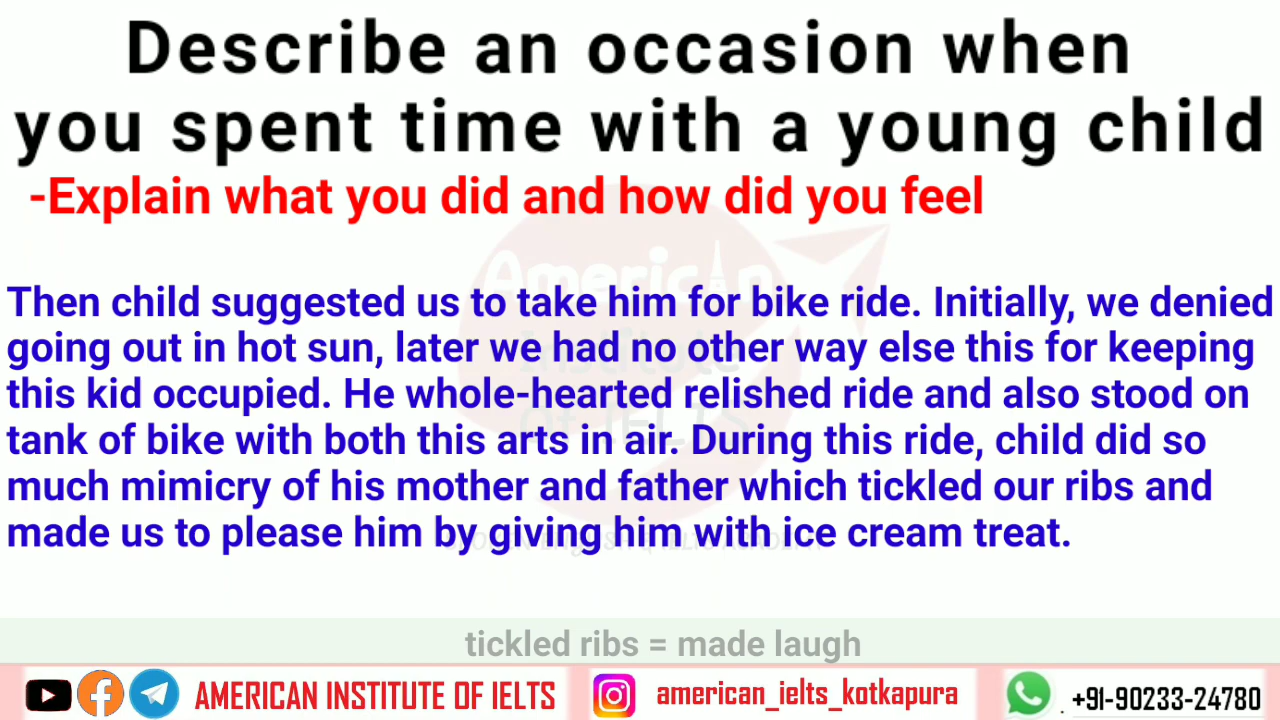 Describe an occasion when
you spent time with a young child
-Explain what you did and how did you feel
American
Institute
Of IELTS
Then child suggested us to take him for bike ride. Initially, we denied
going out in hot sun, later we had no other way else this for keeping
this kid occupied. He whole-hearted relished ride and also stood on
tank of bike with both this arts in air. During this ride, child did so
much mimicry of his mother and father which tickled our ribs and
made us to please him by giving him with ice cream treat.
tickled ribs = made laugh
AMERICAN INSTITUTE OF IELTS
american_ielts_kotkapura
. +91-90233-24780